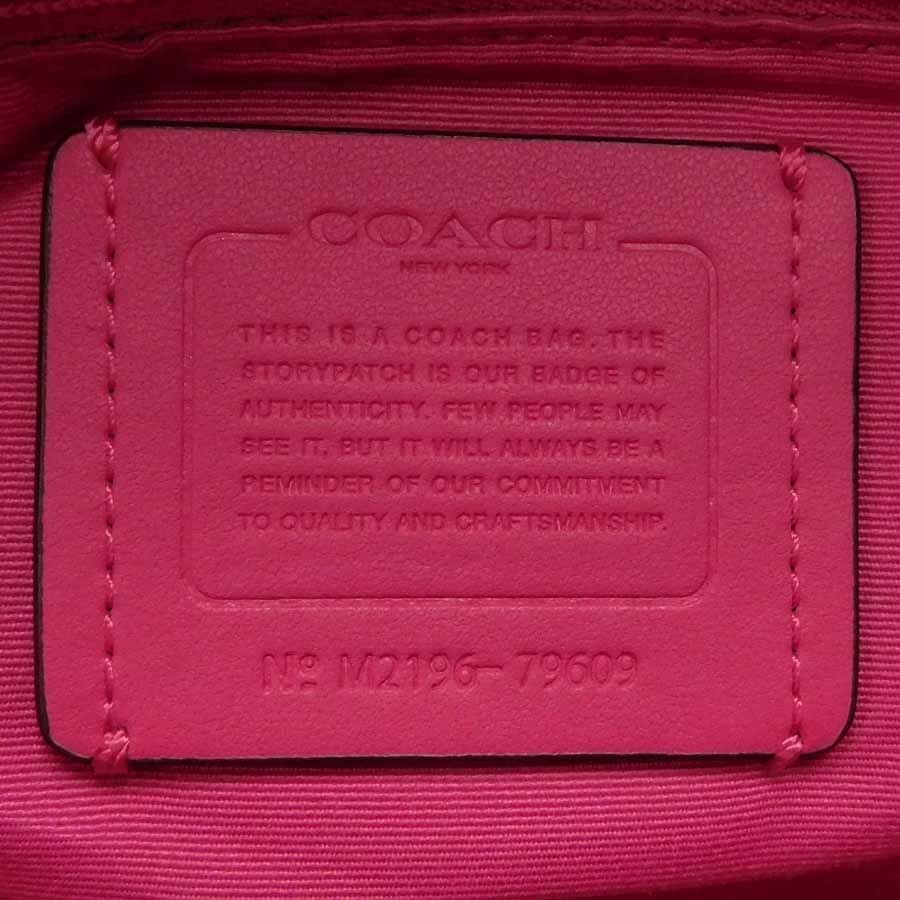 COACH
NEW YORK
THIS IS A COACH BAG. THE
STORYPATCH IS OUR BADGE OF
AUTHENTICITY. FEW PEOPLE MAY
SEE IT, BUT IT WILL ALWAYS BE A
REMINDER OF OUR COMMITMENT
TO QUALITY AND CRAFTSMANSHIP.
Nº M2196-79609